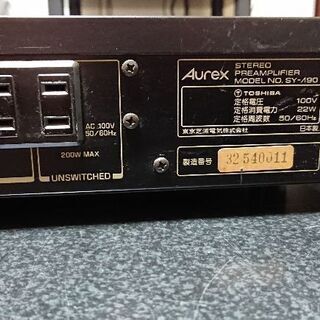 Aurex
STEREO
PREAMPLIFIER
MODEL NO. SY-Λ90
TOSHIBA
定格電圧 100V
定格消費電力 22W
定格周波数 50/60Hz
東京芝浦電気株式会社
日本製
AC 100V
50/60Hz
200W MAX
UNSWITCHED
製造番号 32540011